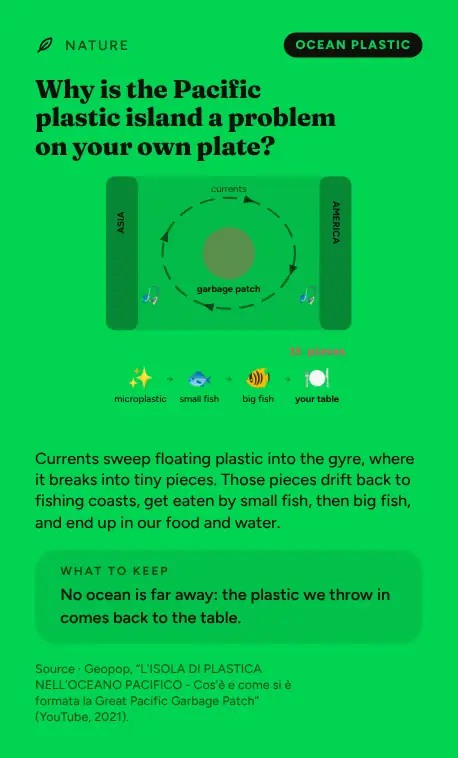 NATURE
OCEAN PLASTIC
Why is the Pacific
plastic island a problem
on your own plate?
currents
ASIA
AMERICA
garbage patch
pieces
microplastic
small fish
big fish
your table
Currents sweep floating plastic into the gyre, where
it breaks into tiny pieces. Those pieces drift back to
fishing coasts, get eaten by small fish, then big fish,
and end up in our food and water.
WHAT TO KEEP
No ocean is far away: the plastic we throw in
comes back to the table.
Source · Geopop, “L'ISOLA DI PLASTICA
NELL'OCEANO PACIFICO - Cos'è e come si è
formata la Great Pacific Garbage Patch”
(YouTube, 2021).